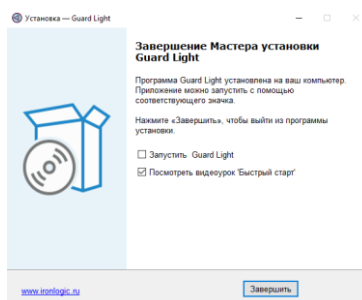 Установка — Guard Light
Завершение Мастера установки
Guard Light
Программа Guard Light установлена на ваш компьютер.
Приложение можно запустить с помощью
соответствующего значка.
Нажмите «Завершить», чтобы выйти из программы
установки.
Запустить Guard Light
Посмотреть видеоурок 'Быстрый старт'
www.ironlogic.ru
Завершить